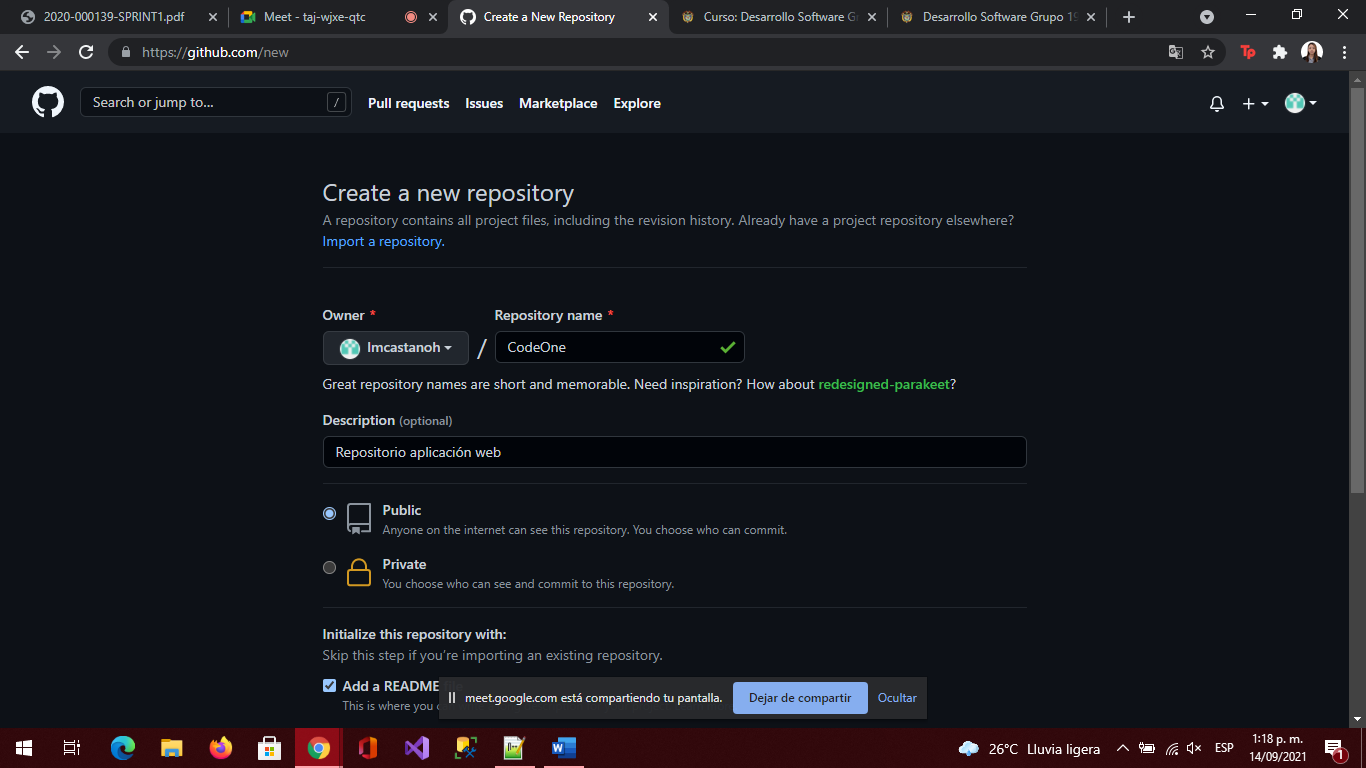 2020-000139-SPRINT1.pdf
Meet - taj-wjxe-qtc
Create a New Repository
Curso: Desarrollo Software G
Desarrollo Software Grupo 19
https://github.com/new
Search or jump to...
/
Pull requests
Issues
Marketplace
Explore
Create a new repository
A repository contains all project files, including the revision history. Already have a project repository elsewhere?
Import a repository.
Owner *
Repository name *
lmcastanoh
/
CodeOne
Great repository names are short and memorable. Need inspiration? How about redesigned-parakeet?
Description (optional)
Repositorio aplicación web
Public
Anyone on the internet can see this repository. You choose who can commit.
Private
You choose who can see and commit to this repository.
Initialize this repository with:
Skip this step if you're importing an existing repository.
Add a README
This is where you
meet.google.com está compartiendo tu pantalla.
Dejar de compartir
Ocultar
26°C Lluvia ligera
ESP
1:18 p. m.
14/09/2021
1